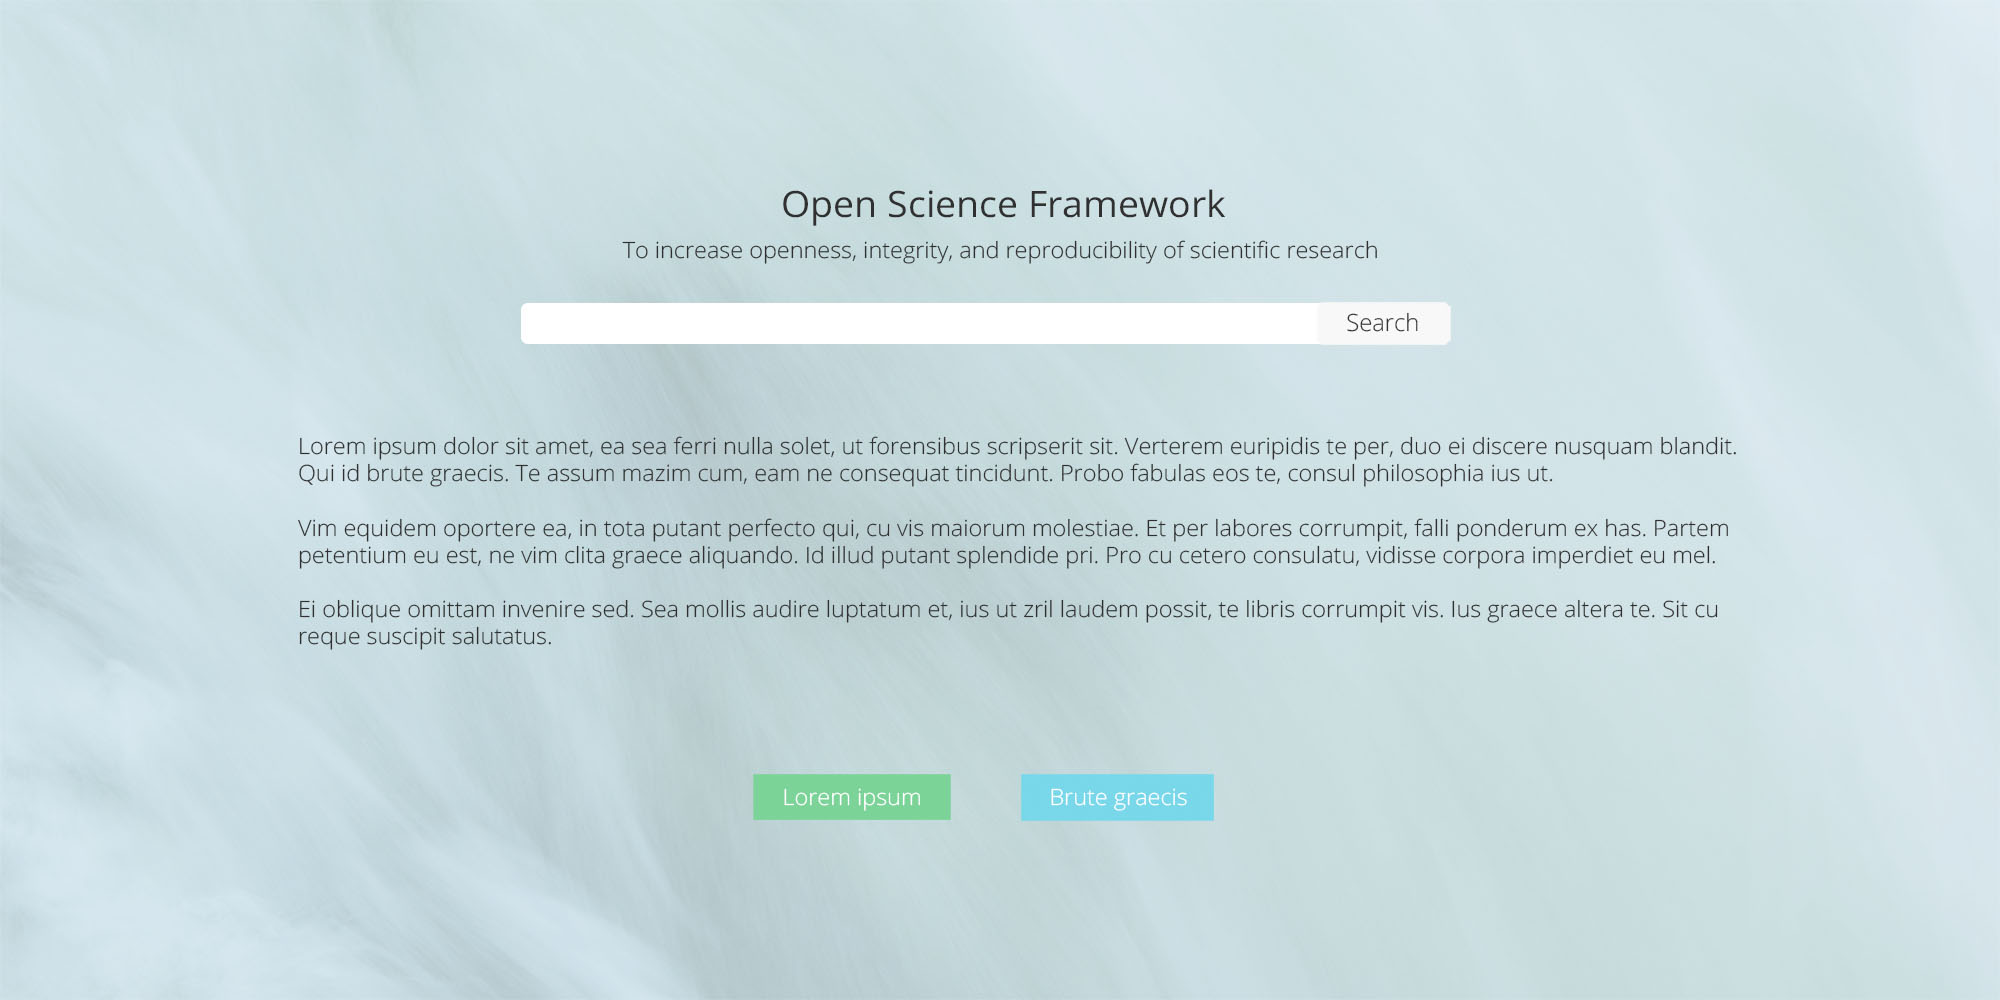 Open Science Framework
To increase openness, integrity, and reproducibility of scientific research
Search
Lorem ipsum dolor sit amet, ea sea ferri nulla solet, ut forensibus scripserit sit. Verterem euripidis te per, duo ei discere nusquam blandit.
Qui id brute graecis. Te assum mazim cum, eam ne consequat tincidunt. Probo fabulas eos te, consul philosophia ius ut.
Vim equidem oportere ea, in tota putant perfecto qui, cu vis maiorum molestiae. Et per labores corrumpit, falli ponderum ex has. Partem
petentium eu est, ne vim clita graece aliquando. Id illud putant splendide pri. Pro cu cetero consulatu, vidisse corpora imperdiet eu mel.
Ei oblique omittam invenire sed. Sea mollis audire luptatum et, ius ut zril laudem possit, te libris corrumpit vis. Ius graece altera te. Sit cu
reque suscipit salutatus.
Lorem ipsum
Brute graecis